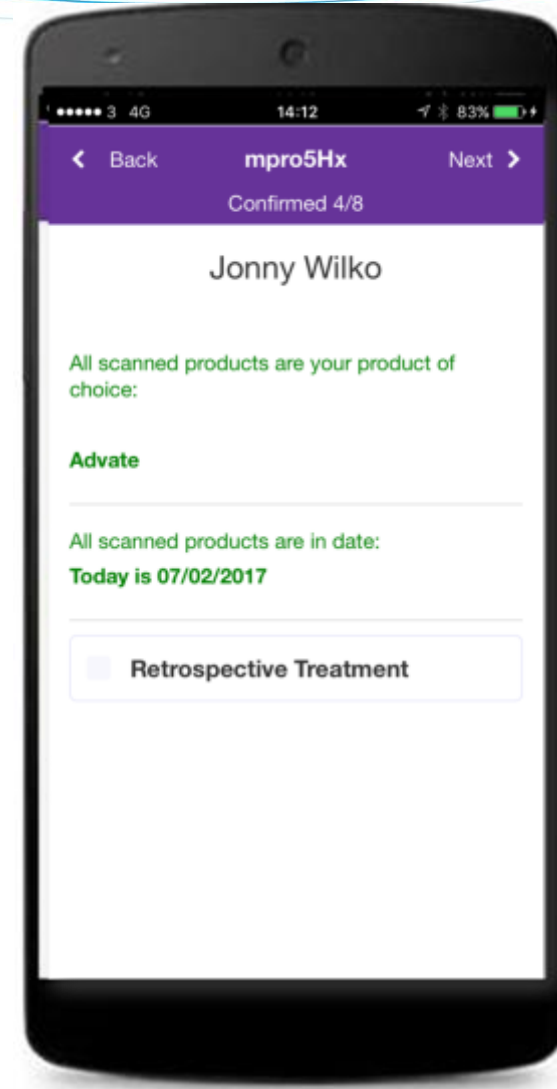 3 4G 14:12 83%
Back mpro5Hx Next
Confirmed 4/8
Jonny Wilko
All scanned products are your product of
choice:
Advate
All scanned products are in date:
Today is 07/02/2017
Retrospective Treatment